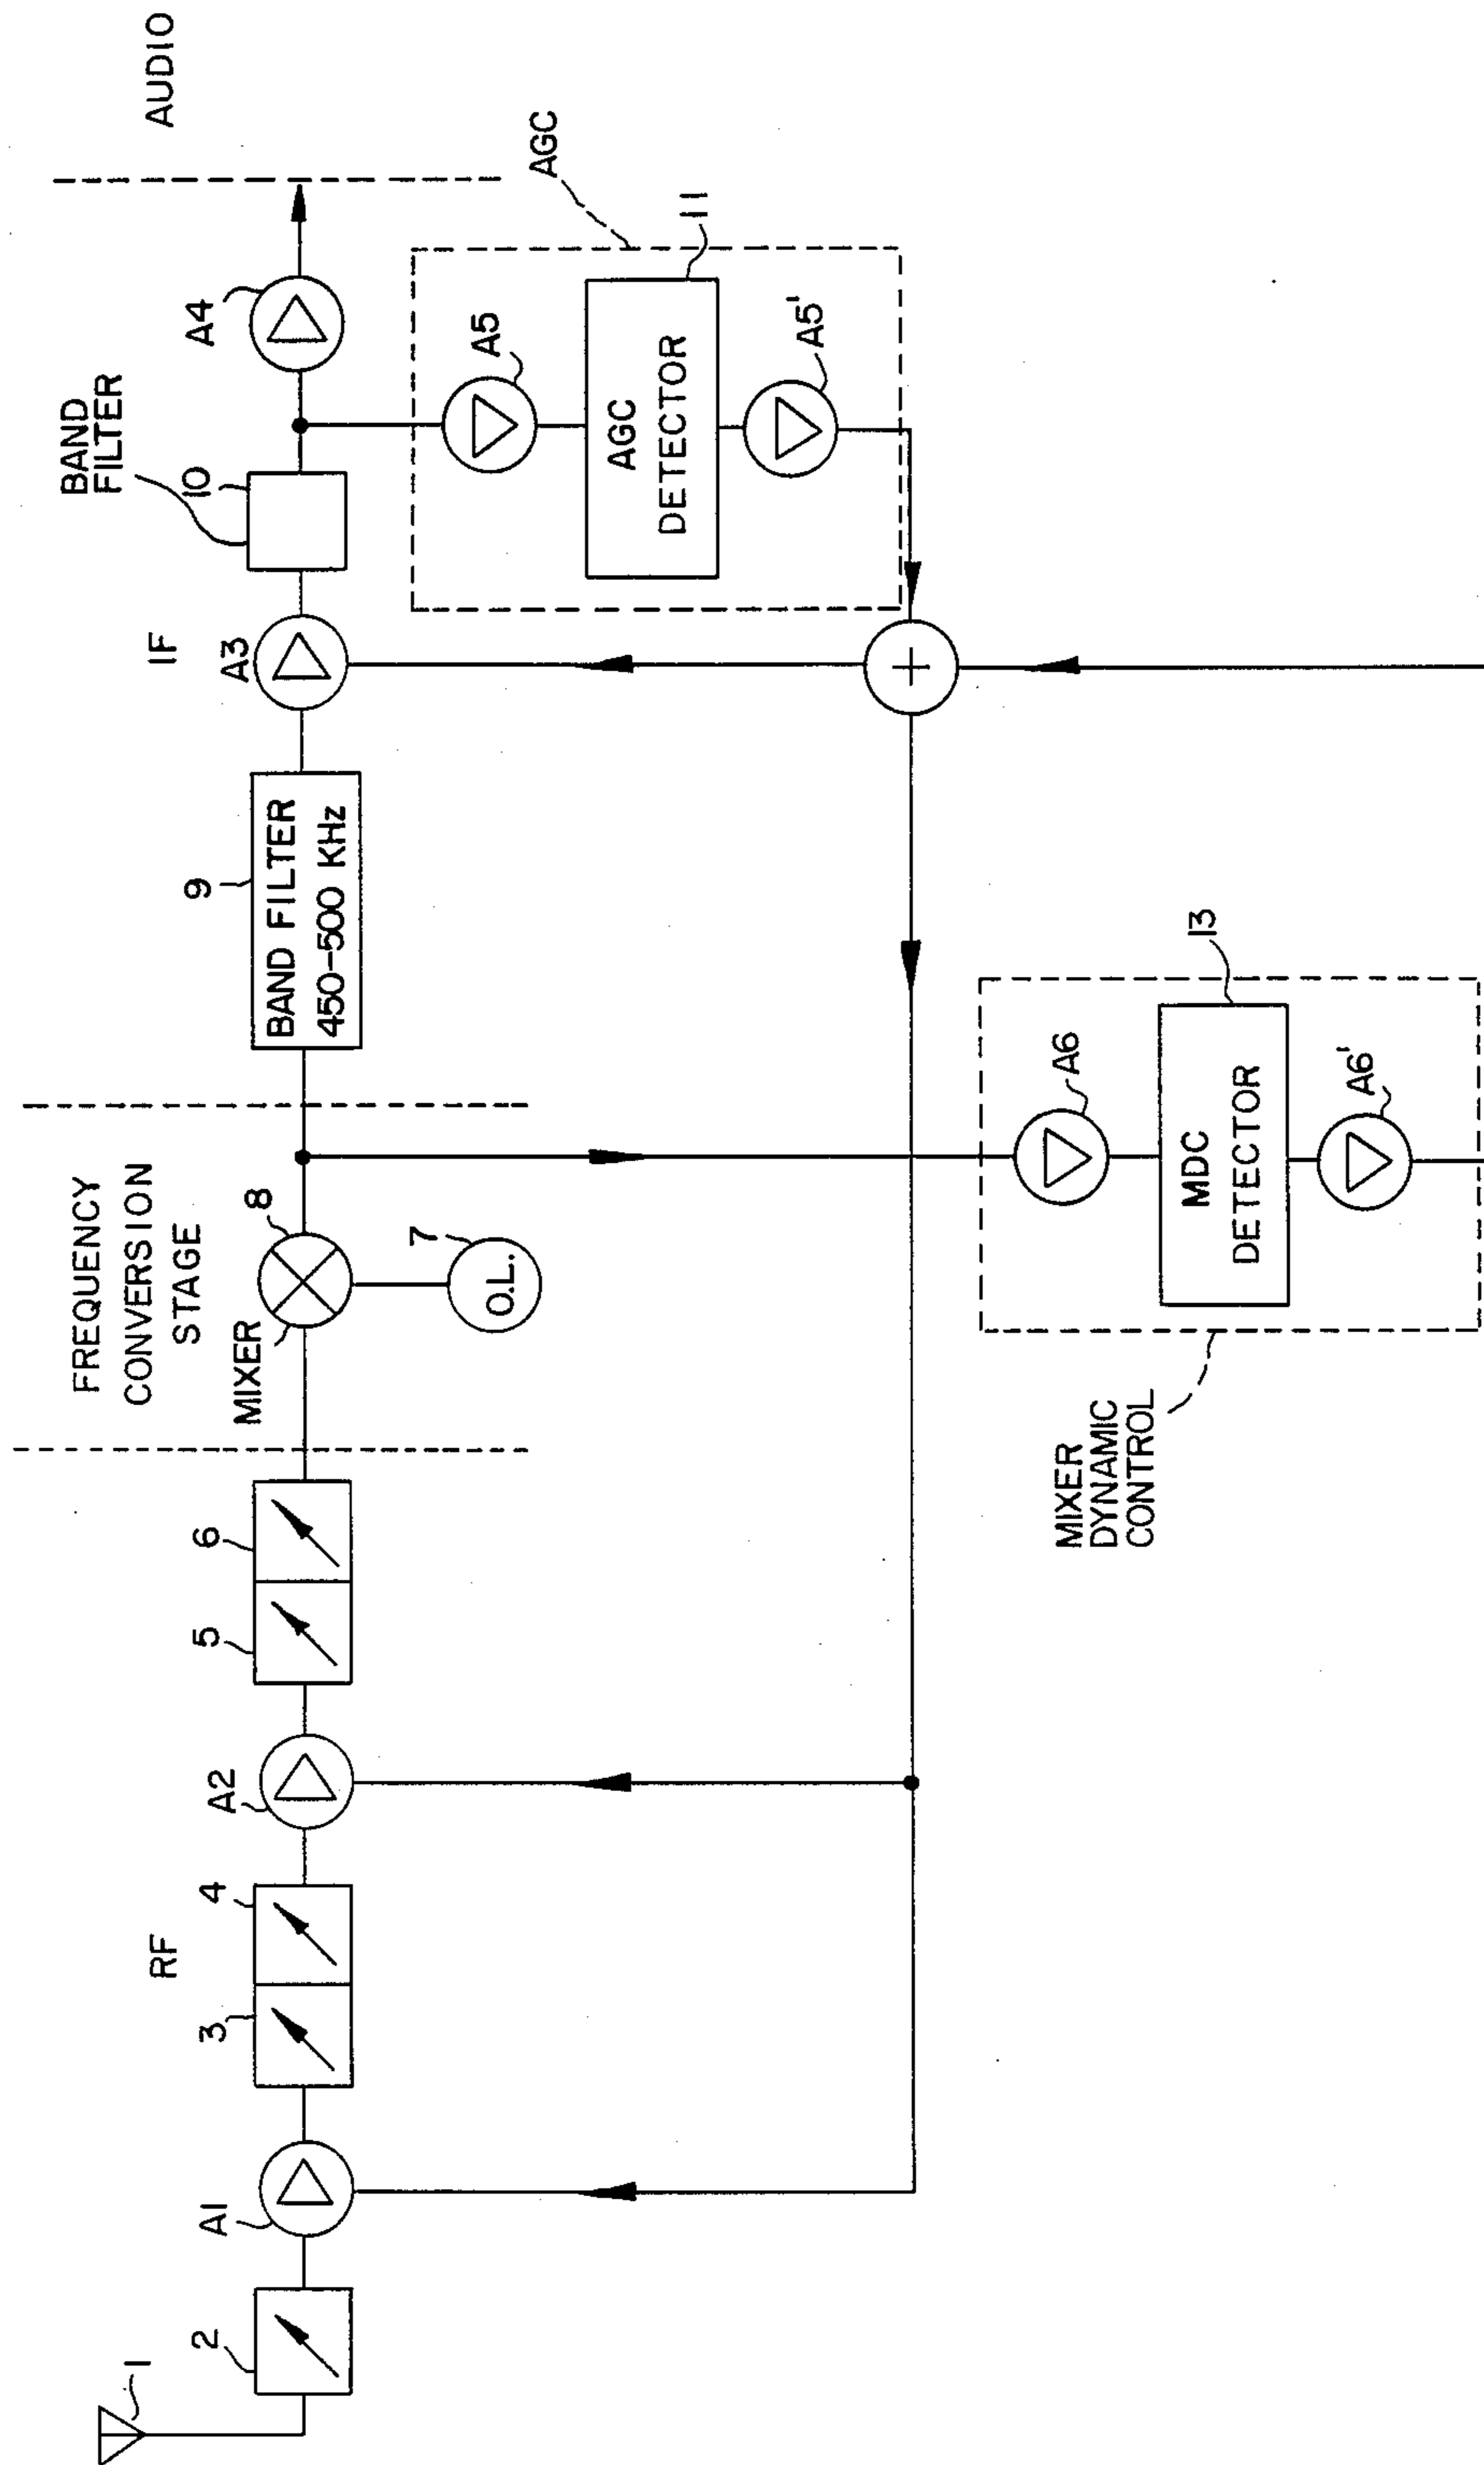 RF
IF
AUDIO
FREQUENCY
CONVERSION
STAGE
MIXER
8
BAND
FILTER
1
2
A1
3
4
A2
5
6
7
O.L.
9
BAND FILTER
450-500 KHz
A3
10
A4
AGC
A5
11
AGC
DETECTOR
A5'
+
A6
13
MDC
DETECTOR
A6'
MIXER
DYNAMIC
CONTROL